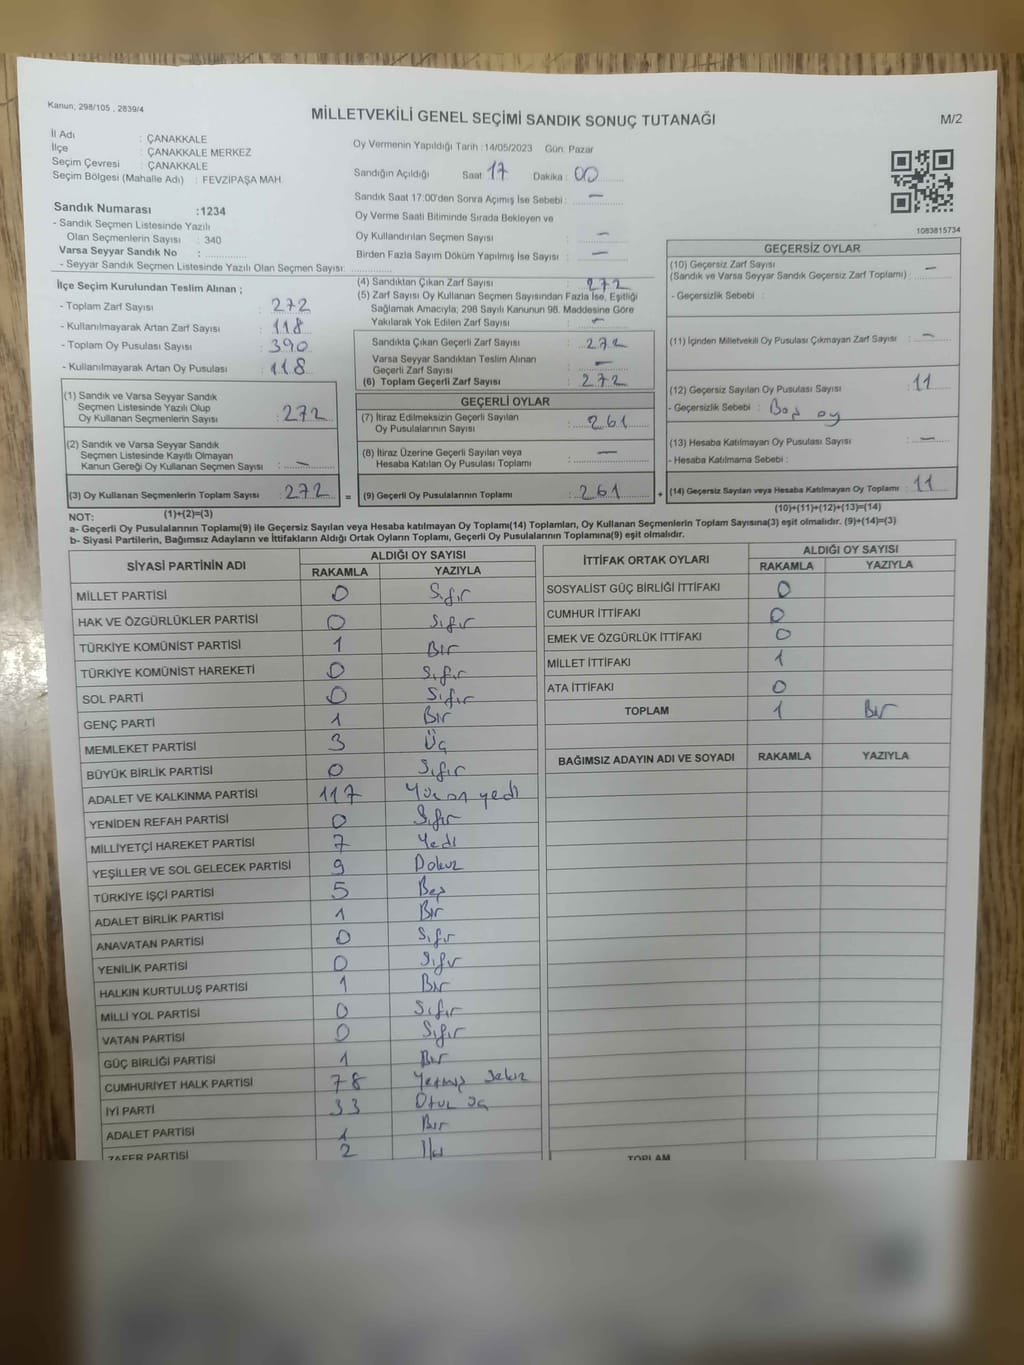 Kanun; 298/105 , 2839/4
MİLLETVEKİLİ GENEL SEÇİMİ SANDIK SONUÇ TUTANAĞI
M/2
İl Adı : ÇANAKKALE
İlçe : ÇANAKKALE MERKEZ
Seçim Çevresi : ÇANAKKALE
Seçim Bölgesi (Mahalle Adı) : FEVZİPAŞA MAH.
Sandık Numarası :1234
- Sandık Seçmen Listesinde Yazılı
Olan Seçmenlerin Sayısı : 340
Varsa Seyyar Sandık No :
- Seyyar Sandık Seçmen Listesinde Yazılı Olan Seçmen Sayısı:
Oy Vermenin Yapıldığı Tarih :14/05/2023 Gün: Pazar
Sandığın Açıldığı Saat 17 Dakika : 00
Sandık Saat 17:00'den Sonra Açımış İse Sebebi : —
Oy Verme Saati Bitiminde Sırada Bekleyen ve
Oy Kullandırılan Seçmen Sayısı : —
Birden Fazla Sayım Döküm Yapılmış İse Sayısı : —
1083815734
İlçe Seçim Kurulundan Teslim Alınan ;
- Toplam Zarf Sayısı : 272
- Kullanılmayarak Artan Zarf Sayısı : 118
- Toplam Oy Pusulası Sayısı : 390
- Kullanılmayarak Artan Oy Pusulası : 118
(1) Sandık ve Varsa Seyyar Sandık
Seçmen Listesinde Yazılı Olup
Oy Kullanan Seçmenlerin Sayısı : 272
(2) Sandık ve Varsa Seyyar Sandık
Seçmen Listesinde Kayıtlı Olmayan
Kanun Gereği Oy Kullanan Seçmen Sayısı : —
(3) Oy Kullanan Seçmenlerin Toplam Sayısı : 272 =
(1)+(2)=(3)
(4) Sandıktan Çıkan Zarf Sayısı : 272
(5) Zarf Sayısı Oy Kullanan Seçmen Sayısından Fazla İse, Eşitliği
Sağlamak Amacıyla; 298 Sayılı Kanunun 98. Maddesine Göre
Yakılarak Yok Edilen Zarf Sayısı : —
Sandıkta Çıkan Geçerli Zarf Sayısı : 272
Varsa Seyyar Sandıktan Teslim Alınan
Geçerli Zarf Sayısı : —
(6) Toplam Geçerli Zarf Sayısı : 272
GEÇERLİ OYLAR
(7) İtiraz Edilmeksizin Geçerli Sayılan
Oy Pusulalarının Sayısı : 261
(8) İtiraz Üzerine Geçerli Sayılan veya
Hesaba Katılan Oy Pusulası Toplamı : —
(9) Geçerli Oy Pusulalarının Toplamı : 261 +
GEÇERSİZ OYLAR
(10) Geçersiz Zarf Sayısı
(Sandık ve Varsa Seyyar Sandık Geçersiz Zarf Toplamı) : —
- Geçersizlik Sebebi :
(11) İçinden Milletvekili Oy Pusulası Çıkmayan Zarf Sayısı : —
(12) Geçersiz Sayılan Oy Pusulası Sayısı : 11
- Geçersizlik Sebebi : Boş oy
(13) Hesaba Katılmayan Oy Pusulası Sayısı : —
- Hesaba Katılmama Sebebi :
(14) Geçersiz Sayılan veya Hesaba Katılmayan Oy Toplamı : 11
(10)+(11)+(12)+(13)=(14)
NOT:
a- Geçerli Oy Pusulalarının Toplamı(9) ile Geçersiz Sayılan veya Hesaba katılmayan Oy Toplamı(14) Toplamları, Oy Kullanan Seçmenlerin Toplam Sayısına(3) eşit olmalıdır. (9)+(14)=(3)
b- Siyasi Partilerin, Bağımsız Adayların ve İttifakların Aldığı Ortak Oyların Toplamı, Geçerli Oy Pusulalarının Toplamına(9) eşit olmalıdır.
SİYASİ PARTİNİN ADI ALDIĞI OY SAYISI
RAKAMLA YAZIYLA
MİLLET PARTİSİ 0 Sıfır
HAK VE ÖZGÜRLÜKLER PARTİSİ 0 Sıfır
TÜRKİYE KOMÜNİST PARTİSİ 1 Bir
TÜRKİYE KOMÜNİST HAREKETİ 0 Sıfır
SOL PARTİ 0 Sıfır
GENÇ PARTİ 1 Bir
MEMLEKET PARTİSİ 3 Üç
BÜYÜK BİRLİK PARTİSİ 0 Sıfır
ADALET VE KALKINMA PARTİSİ 117 Yüz on yedi
YENİDEN REFAH PARTİSİ 0 Sıfır
MİLLİYETÇİ HAREKET PARTİSİ 7 Yedi
YEŞİLLER VE SOL GELECEK PARTİSİ 9 Dokuz
TÜRKİYE İŞÇİ PARTİSİ 5 Beş
ADALET BİRLİK PARTİSİ 1 Bir
ANAVATAN PARTİSİ 0 Sıfır
YENİLİK PARTİSİ 0 Sıfır
HALKIN KURTULUŞ PARTİSİ 1 Bir
MİLLİ YOL PARTİSİ 0 Sıfır
VATAN PARTİSİ 0 Sıfır
GÜÇ BİRLİĞİ PARTİSİ 1 Bir
CUMHURİYET HALK PARTİSİ 78 Yetmiş sekiz
İYİ PARTİ 33 Otuz üç
ADALET PARTİSİ 1 Bir
ZAFER PARTİSİ 2 İki
İTTİFAK ORTAK OYLARI ALDIĞI OY SAYISI
RAKAMLA YAZIYLA
SOSYALİST GÜÇ BİRLİĞİ İTTİFAKI 0
CUMHUR İTTİFAKI 0
EMEK VE ÖZGÜRLÜK İTTİFAKI 0
MİLLET İTTİFAKI 1
ATA İTTİFAKI 0
TOPLAM 1 Bir
BAĞIMSIZ ADAYIN ADI VE SOYADI RAKAMLA YAZIYLA
TOPLAM